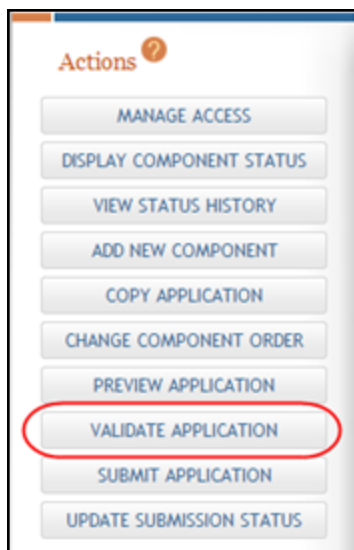 Actions ?
MANAGE ACCESS
DISPLAY COMPONENT STATUS
VIEW STATUS HISTORY
ADD NEW COMPONENT
COPY APPLICATION
CHANGE COMPONENT ORDER
PREVIEW APPLICATION
VALIDATE APPLICATION
SUBMIT APPLICATION
UPDATE SUBMISSION STATUS